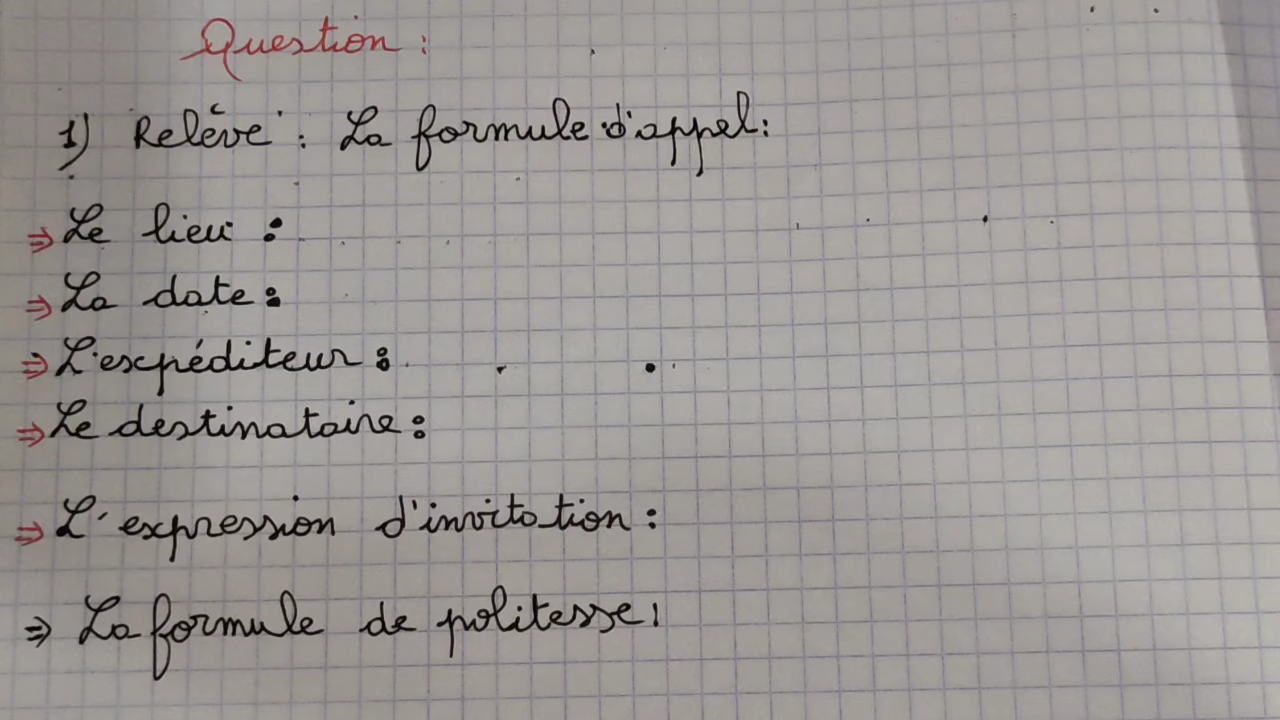 Question :
1) Relève : La formule d'appel :
⇒ Le lieu :
⇒ La date :
⇒ L'expéditeur :
⇒ Le destinataire :
⇒ L'expression d'invitation :
⇒ La formule de politesse :